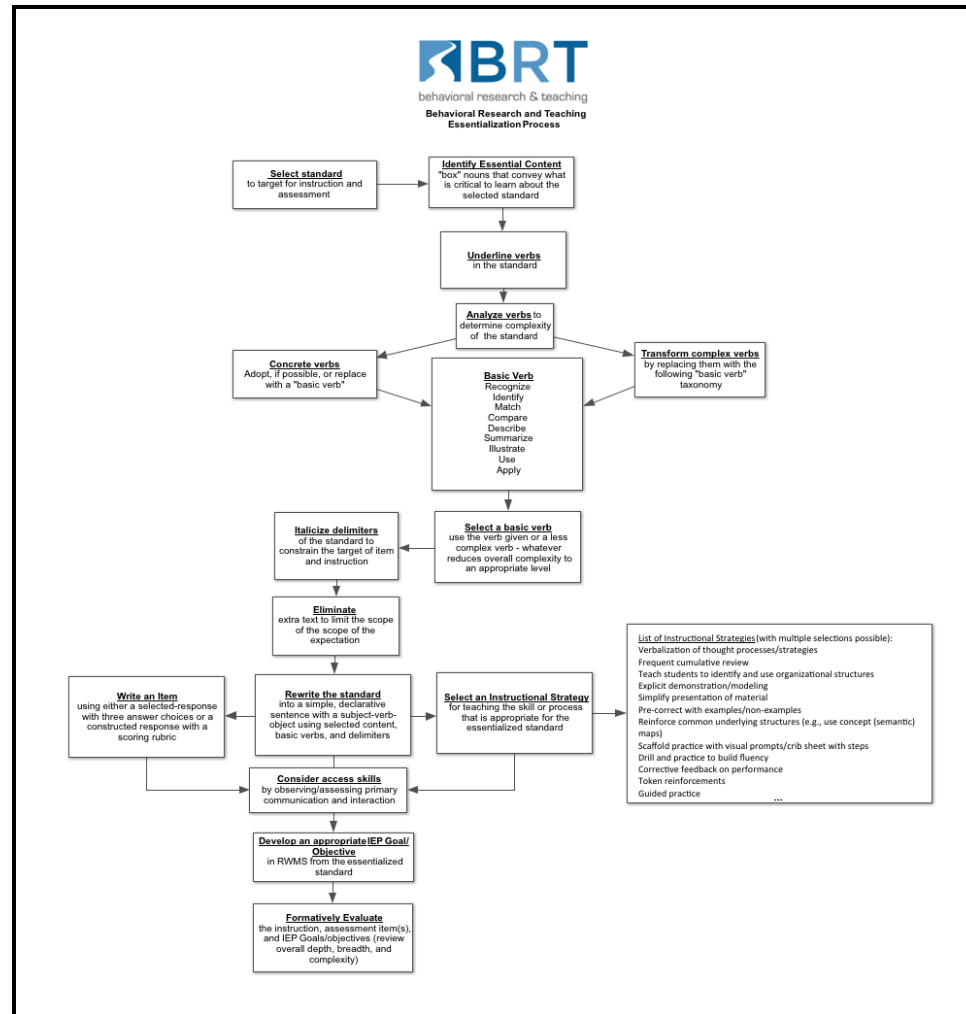 BRT
behavioral research & teaching
Behavioral Research and Teaching
Essentialization Process
Select standard
to target for instruction and
assessment
Identify Essential Content
"box" nouns that convey what
is critical to learn about the
selected standard
Underline verbs
in the standard
Analyze verbs to
determine complexity
of the standard
Concrete verbs
Adopt, if possible, or replace
with a "basic verb"
Basic Verb
Recognize
Identify
Match
Compare
Describe
Summarize
Illustrate
Use
Apply
Transform complex verbs
by replacing them with the
following "basic verb"
taxonomy
Italicize delimiters
of the standard to
constrain the target of item
and instruction
Select a basic verb
use the verb given or a less
complex verb - whatever
reduces overall complexity to
an appropriate level
Eliminate
extra text to limit the scope
of the scope of the
expectation
Write an Item
using either a selected-response
with three answer choices or a
constructed response with a
scoring rubric
Rewrite the standard
into a simple, declarative
sentence with a subject-verb-
object using selected content,
basic verbs, and delimiters
Select an Instructional Strategy
for teaching the skill or process
that is appropriate for the
essentialized standard
List of Instructional Strategies (with multiple selections possible):
Verbalization of thought processes/strategies
Frequent cumulative review
Teach students to identify and use organizational structures
Explicit demonstration/modeling
Simplify presentation of material
Pre-correct with examples/non-examples
Reinforce common underlying structures (e.g., use concept (semantic)
maps)
Scaffold practice with visual prompts/crib sheet with steps
Drill and practice to build fluency
Corrective feedback on performance
Token reinforcements
Guided practice
...
Consider access skills
by observing/assessing primary
communication and interaction
Develop an appropriate IEP Goal/
Objective
in RWMS from the essentialized
standard
Formatively Evaluate
the instruction, assessment item(s),
and IEP Goals/objectives (review
overall depth, breadth, and
complexity)